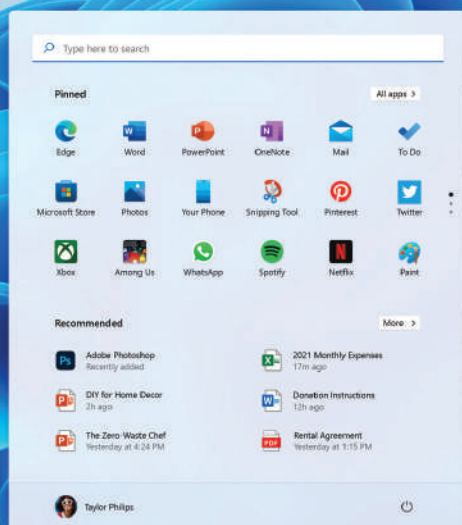 Type here to search
Pinned
All apps >
Edge
Word
PowerPoint
OneNote
Mail
To Do
Microsoft Store
Photos
Your Phone
Snipping Tool
Pinterest
Twitter
Xbox
Among Us
WhatsApp
Spotify
Netflix
Paint
Recommended
More >
Ps
Adobe Photoshop
Recently added
2021 Monthly Expenses
17m ago
DIY for Home Decor
2h ago
Donation Instructions
12h ago
The Zero-Waste Chef
Yesterday at 4:24 PM
PDF
Rental Agreement
Yesterday at 1:15 PM
Taylor Philips